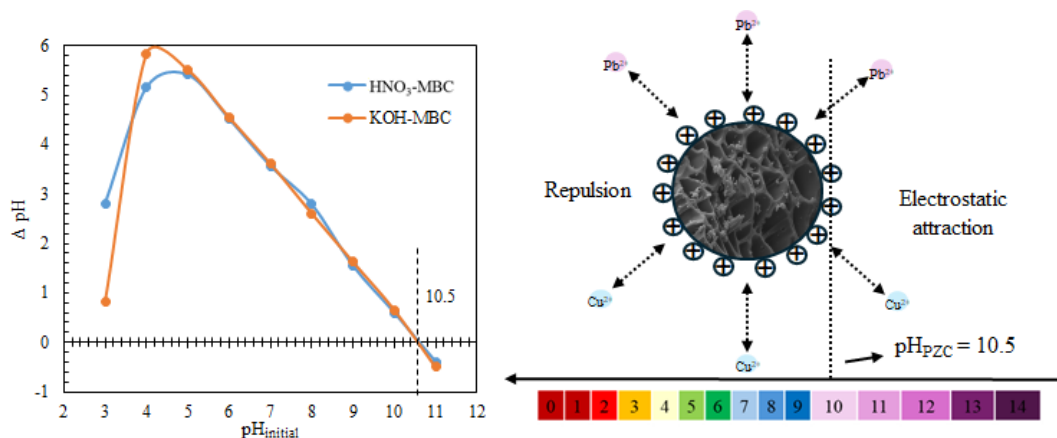 6
5
4
3
2
1
0
-1
2 3 4 5 6 7 8 9 10 11 12
Δ pH
pHinitial
HNO₃-MBC
KOH-MBC
10.5
Pb²⁺
Pb²⁺
Pb²⁺
Repulsion
Electrostatic
attraction
Cu²⁺
Cu²⁺
Cu²⁺
pHPZC = 10.5
0 1 2 3 4 5 6 7 8 9 10 11 12 13 14